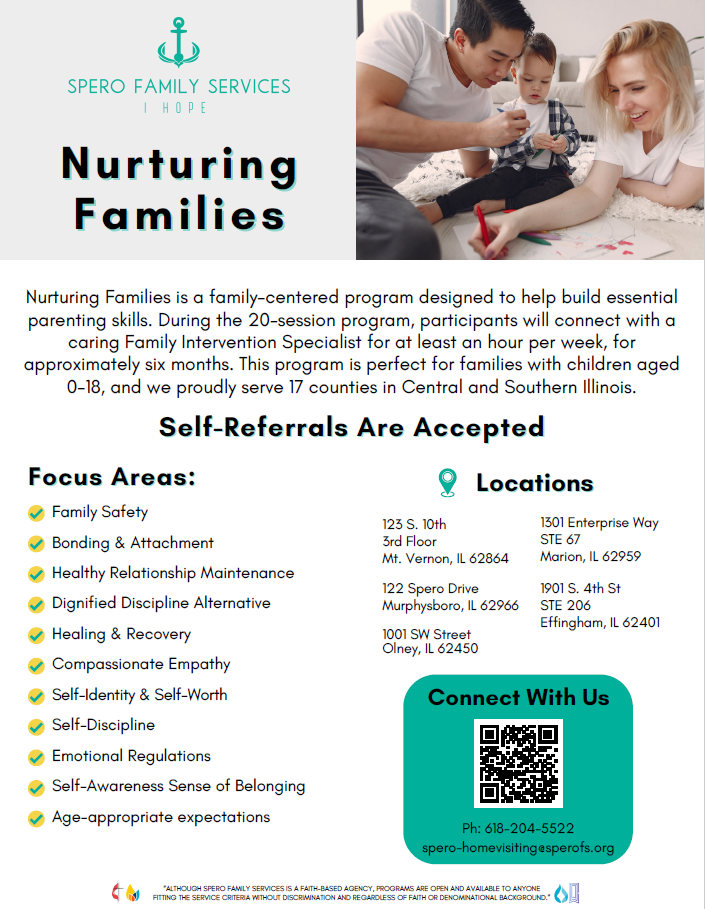 SPERO FAMILY SERVICES
I HOPE
Nurturing
Families
Nurturing Families is a family-centered program designed to help build essential
parenting skills. During the 20-session program, participants will connect with a
caring Family Intervention Specialist for at least an hour per week, for
approximately six months. This program is perfect for families with children aged
0-18, and we proudly serve 17 counties in Central and Southern Illinois.
Self-Referrals Are Accepted
Focus Areas:
Family Safety
Bonding & Attachment
Healthy Relationship Maintenance
Dignified Discipline Alternative
Healing & Recovery
Compassionate Empathy
Self-Identity & Self-Worth
Self-Discipline
Emotional Regulations
Self-Awareness Sense of Belonging
Age-appropriate expectations
Locations
123 S. 10th
3rd Floor
Mt. Vernon, IL 62864
122 Spero Drive
Murphysboro, IL 62966
1001 SW Street
Olney, IL 62450
1301 Enterprise Way
STE 67
Marion, IL 62959
1901 S. 4th St
STE 206
Effingham, IL 62401
Connect With Us
Ph: 618-204-5522
spero-homevisiting@sperofs.org
"ALTHOUGH SPERO FAMILY SERVICES IS A FAITH-BASED AGENCY, PROGRAMS ARE OPEN AND AVAILABLE TO ANYONE
FITTING THE SERVICE CRITERIA WITHOUT DISCRIMINATION AND REGARDLESS OF FAITH OR DENOMINATIONAL BACKGROUND."